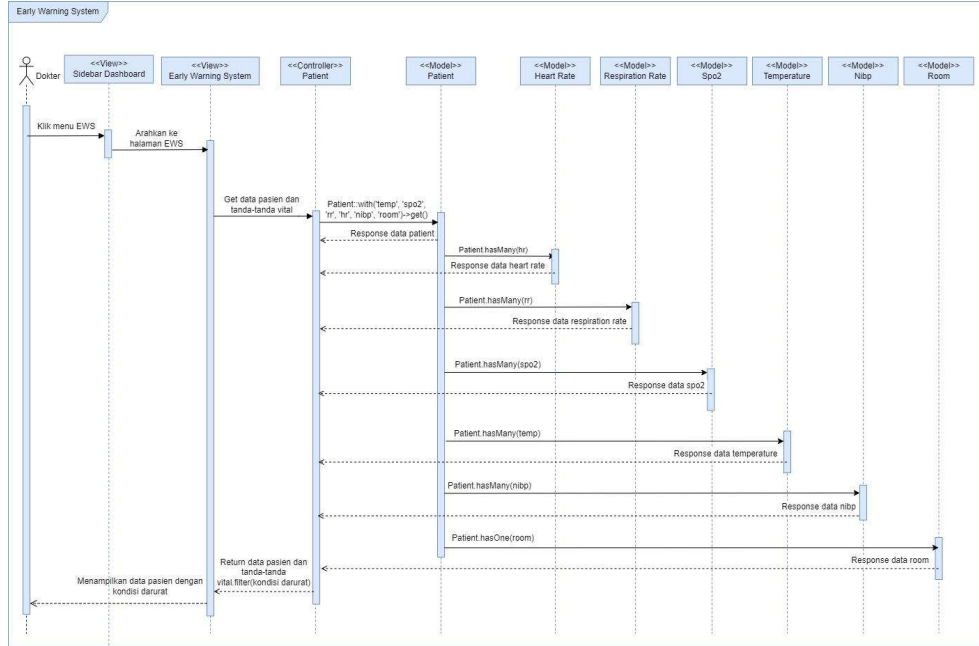 Early Warning System
Dokter
<<View>>
Sidebar Dashboard
<<View>>
Early Warning System
<<Controller>>
Patient
<<Model>>
Patient
<<Model>>
Heart Rate
<<Model>>
Respiration Rate
<<Model>>
Spo2
<<Model>>
Temperature
<<Model>>
Nibp
<<Model>>
Room
Klik menu EWS
Arahkan ke
halaman EWS
Get data pasien dan
tanda-tanda vital
Patient::with('temp', 'spo2',
'rr', 'hr', 'nibp', 'room')->get()
Response data patient
Patient.hasMany(hr)
Response data heart rate
Patient.hasMany(rr)
Response data respiration rate
Patient.hasMany(spo2)
Response data spo2
Patient.hasMany(temp)
Response data temperature
Patient.hasMany(nibp)
Response data nibp
Patient.hasOne(room)
Response data room
Return data pasien dan
tanda-tanda
vital.filter(kondisi darurat)
Menampilkan data pasien dengan
kondisi darurat